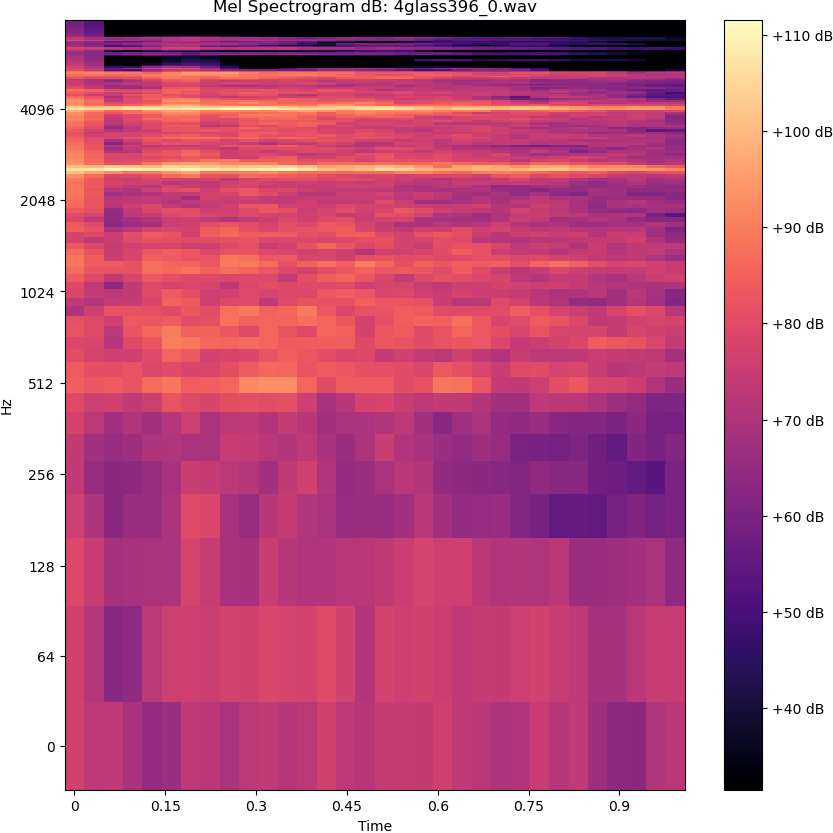 Mel Spectrogram dB: 4glass396_0.wav
+110 dB
4096
+100 dB
2048
+90 dB
1024
+80 dB
512
Hz
+70 dB
256
+60 dB
128
+50 dB
64
+40 dB
0
0 0.15 0.3 0.45 0.6 0.75 0.9
Time